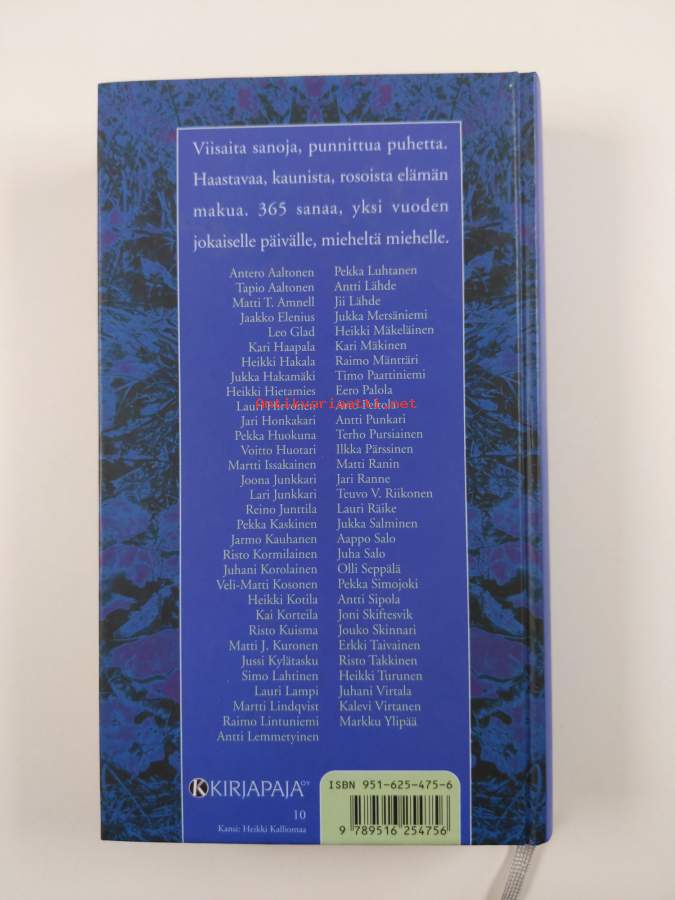 Viisaita sanoja, punnittua puhetta.
Haastavaa, kaunista, rosoista elämän
makua. 365 sanaa, yksi vuoden
jokaiselle päivälle, mieheltä miehelle.
Antero Aaltonen
Tapio Aaltonen
Matti T. Amnell
Jaakko Elenius
Leo Glad
Kari Haapala
Heikki Hakala
Jukka Hakamäki
Heikki Hietamies
Lauri
Jari Honkakari
Pekka Huokuna
Voitto Huotari
Martti Issakainen
Joona Junkkari
Lari Junkkari
Reino Junttila
Pekka Kaskinen
Jarmo Kauhanen
Risto Kormilainen
Juhani Korolainen
Veli-Matti Kosonen
Heikki Kotila
Kai Korteila
Risto Kuisma
Matti J. Kuronen
Jussi Kylätasku
Simo Lahtinen
Lauri Lampi
Martti Lindqvist
Raimo Lintuniemi
Antti Lemmetyinen
Pekka Luhtanen
Antti Lähde
Jii Lähde
Jukka Metsäniemi
Heikki Mäkeläinen
Kari Mäkinen
Raimo Mänttäri
Timo Paattiniemi
Eero Palola
Antikvariaatti.net
Antti Punkari
Terho Pursiainen
Ilkka Pärssinen
Matti Ranin
Jari Ranne
Teuvo V. Riikonen
Lauri Räike
Jukka Salminen
Aappo Salo
Juha Salo
Olli Seppälä
Pekka Simojoki
Antti Sipola
Joni Skiftesvik
Jouko Skinnari
Erkki Taivainen
Risto Takkinen
Heikki Turunen
Juhani Virtala
Kalevi Virtanen
Markku Ylipää
KIRJAPAJA OY
10
Kansi: Heikki Kalliomaa
ISBN 951-625-475-6
9 789516 254756